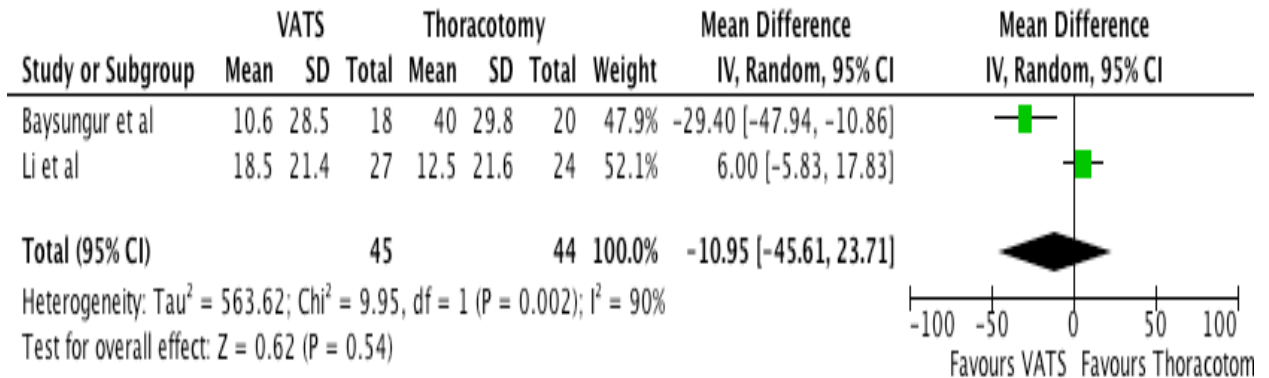 VATS Thoracotomy Mean Difference Mean Difference
Study or Subgroup Mean SD Total Mean SD Total Weight IV, Random, 95% CI IV, Random, 95% CI
Baysungur et al 10.6 28.5 18 40 29.8 20 47.9% −29.40 [−47.94, −10.86]
Li et al 18.5 21.4 27 12.5 21.6 24 52.1% 6.00 [−5.83, 17.83]
Total (95% CI) 45 44 100.0% −10.95 [−45.61, 23.71]
Heterogeneity: Tau² = 563.62; Chi² = 9.95, df = 1 (P = 0.002); I² = 90%
Test for overall effect: Z = 0.62 (P = 0.54)
−100 −50 0 50 100
Favours VATS Favours Thoracotom